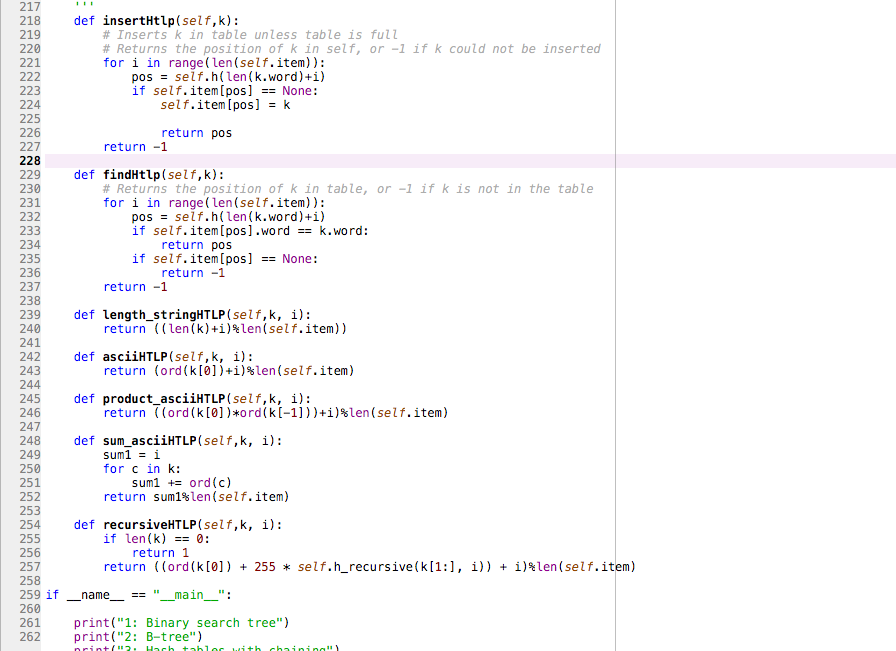 217 '''
218 def insertHtlp(self,k):
219 # Inserts k in table unless table is full
220 # Returns the position of k in self, or -1 if k could not be inserted
221 for i in range(len(self.item)):
222 pos = self.h(len(k.word)+i)
223 if self.item[pos] == None:
224 self.item[pos] = k
225
226 return pos
227 return -1
228
229 def findHtlp(self,k):
230 # Returns the position of k in table, or -1 if k is not in the table
231 for i in range(len(self.item)):
232 pos = self.h(len(k.word)+i)
233 if self.item[pos].word == k.word:
234 return pos
235 if self.item[pos] == None:
236 return -1
237 return -1
238
239 def length_stringHTLP(self,k, i):
240 return ((len(k)+i)%len(self.item))
241
242 def asciiHTLP(self,k, i):
243 return (ord(k[0])+i)%len(self.item)
244
245 def product_asciiHTLP(self,k, i):
246 return ((ord(k[0])*ord(k[-1]))+i)%len(self.item)
247
248 def sum_asciiHTLP(self,k, i):
249 sum1 = i
250 for c in k:
251 sum1 += ord(c)
252 return sum1%len(self.item)
253
254 def recursiveHTLP(self,k, i):
255 if len(k) == 0:
256 return 1
257 return ((ord(k[0]) + 255 * self.h_recursive(k[1:], i)) + i)%len(self.item)
258
259 if __name__ == "__main__":
260
261 print("1: Binary search tree")
262 print("2: B-tree")
print("3: Hash tables with chaining")